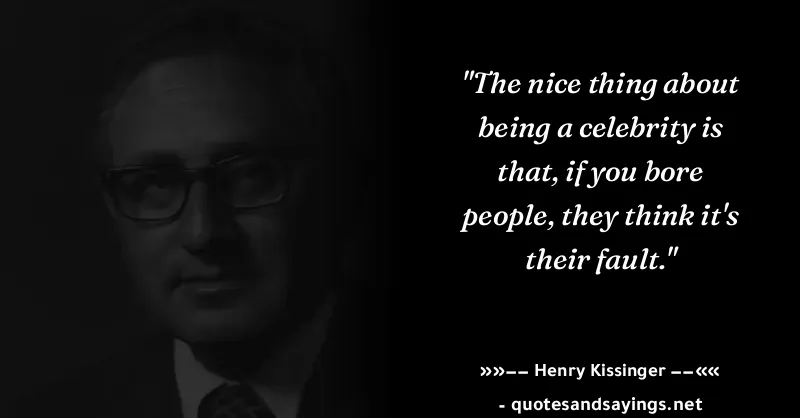 "The nice thing about
being a celebrity is
that, if you bore
people, they think it's
their fault."
»»−− Henry Kissinger −−««
- quotesandsayings.net